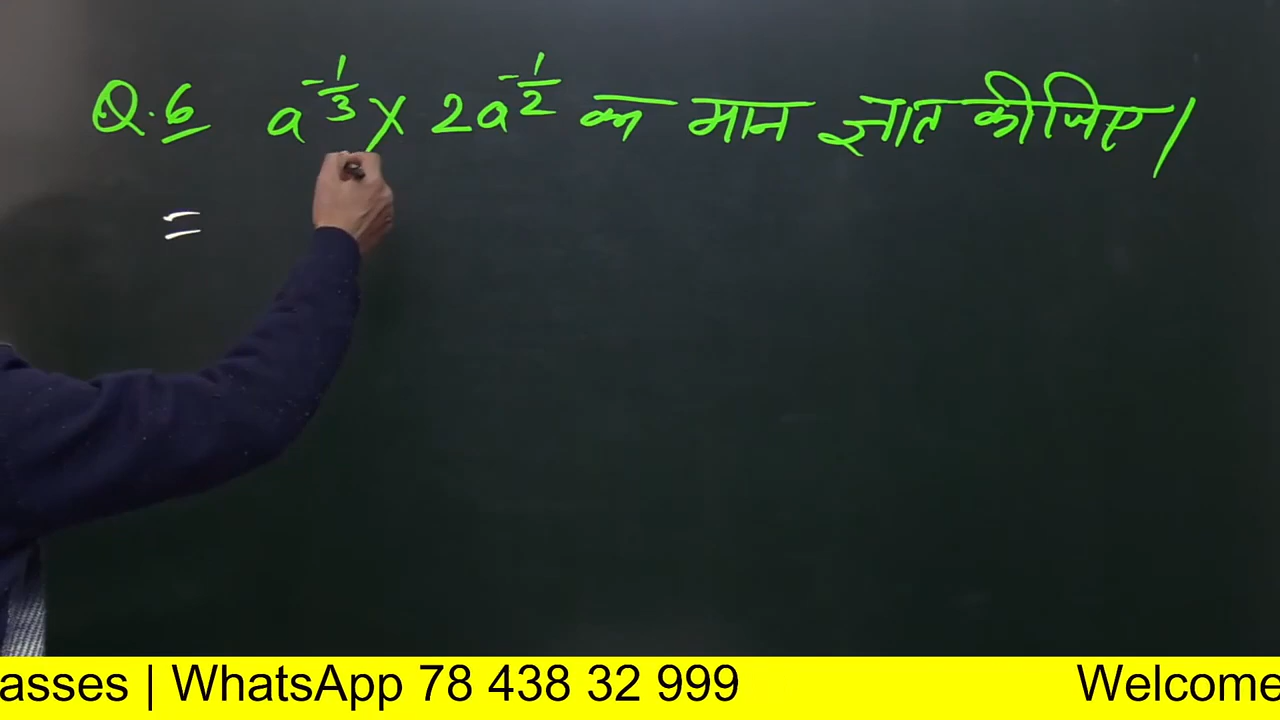 Q.6 a^{-1/3} × 2a^{-1/2} का मान ज्ञात कीजिए।
=
asses | WhatsApp 78 438 32 999 Welcome